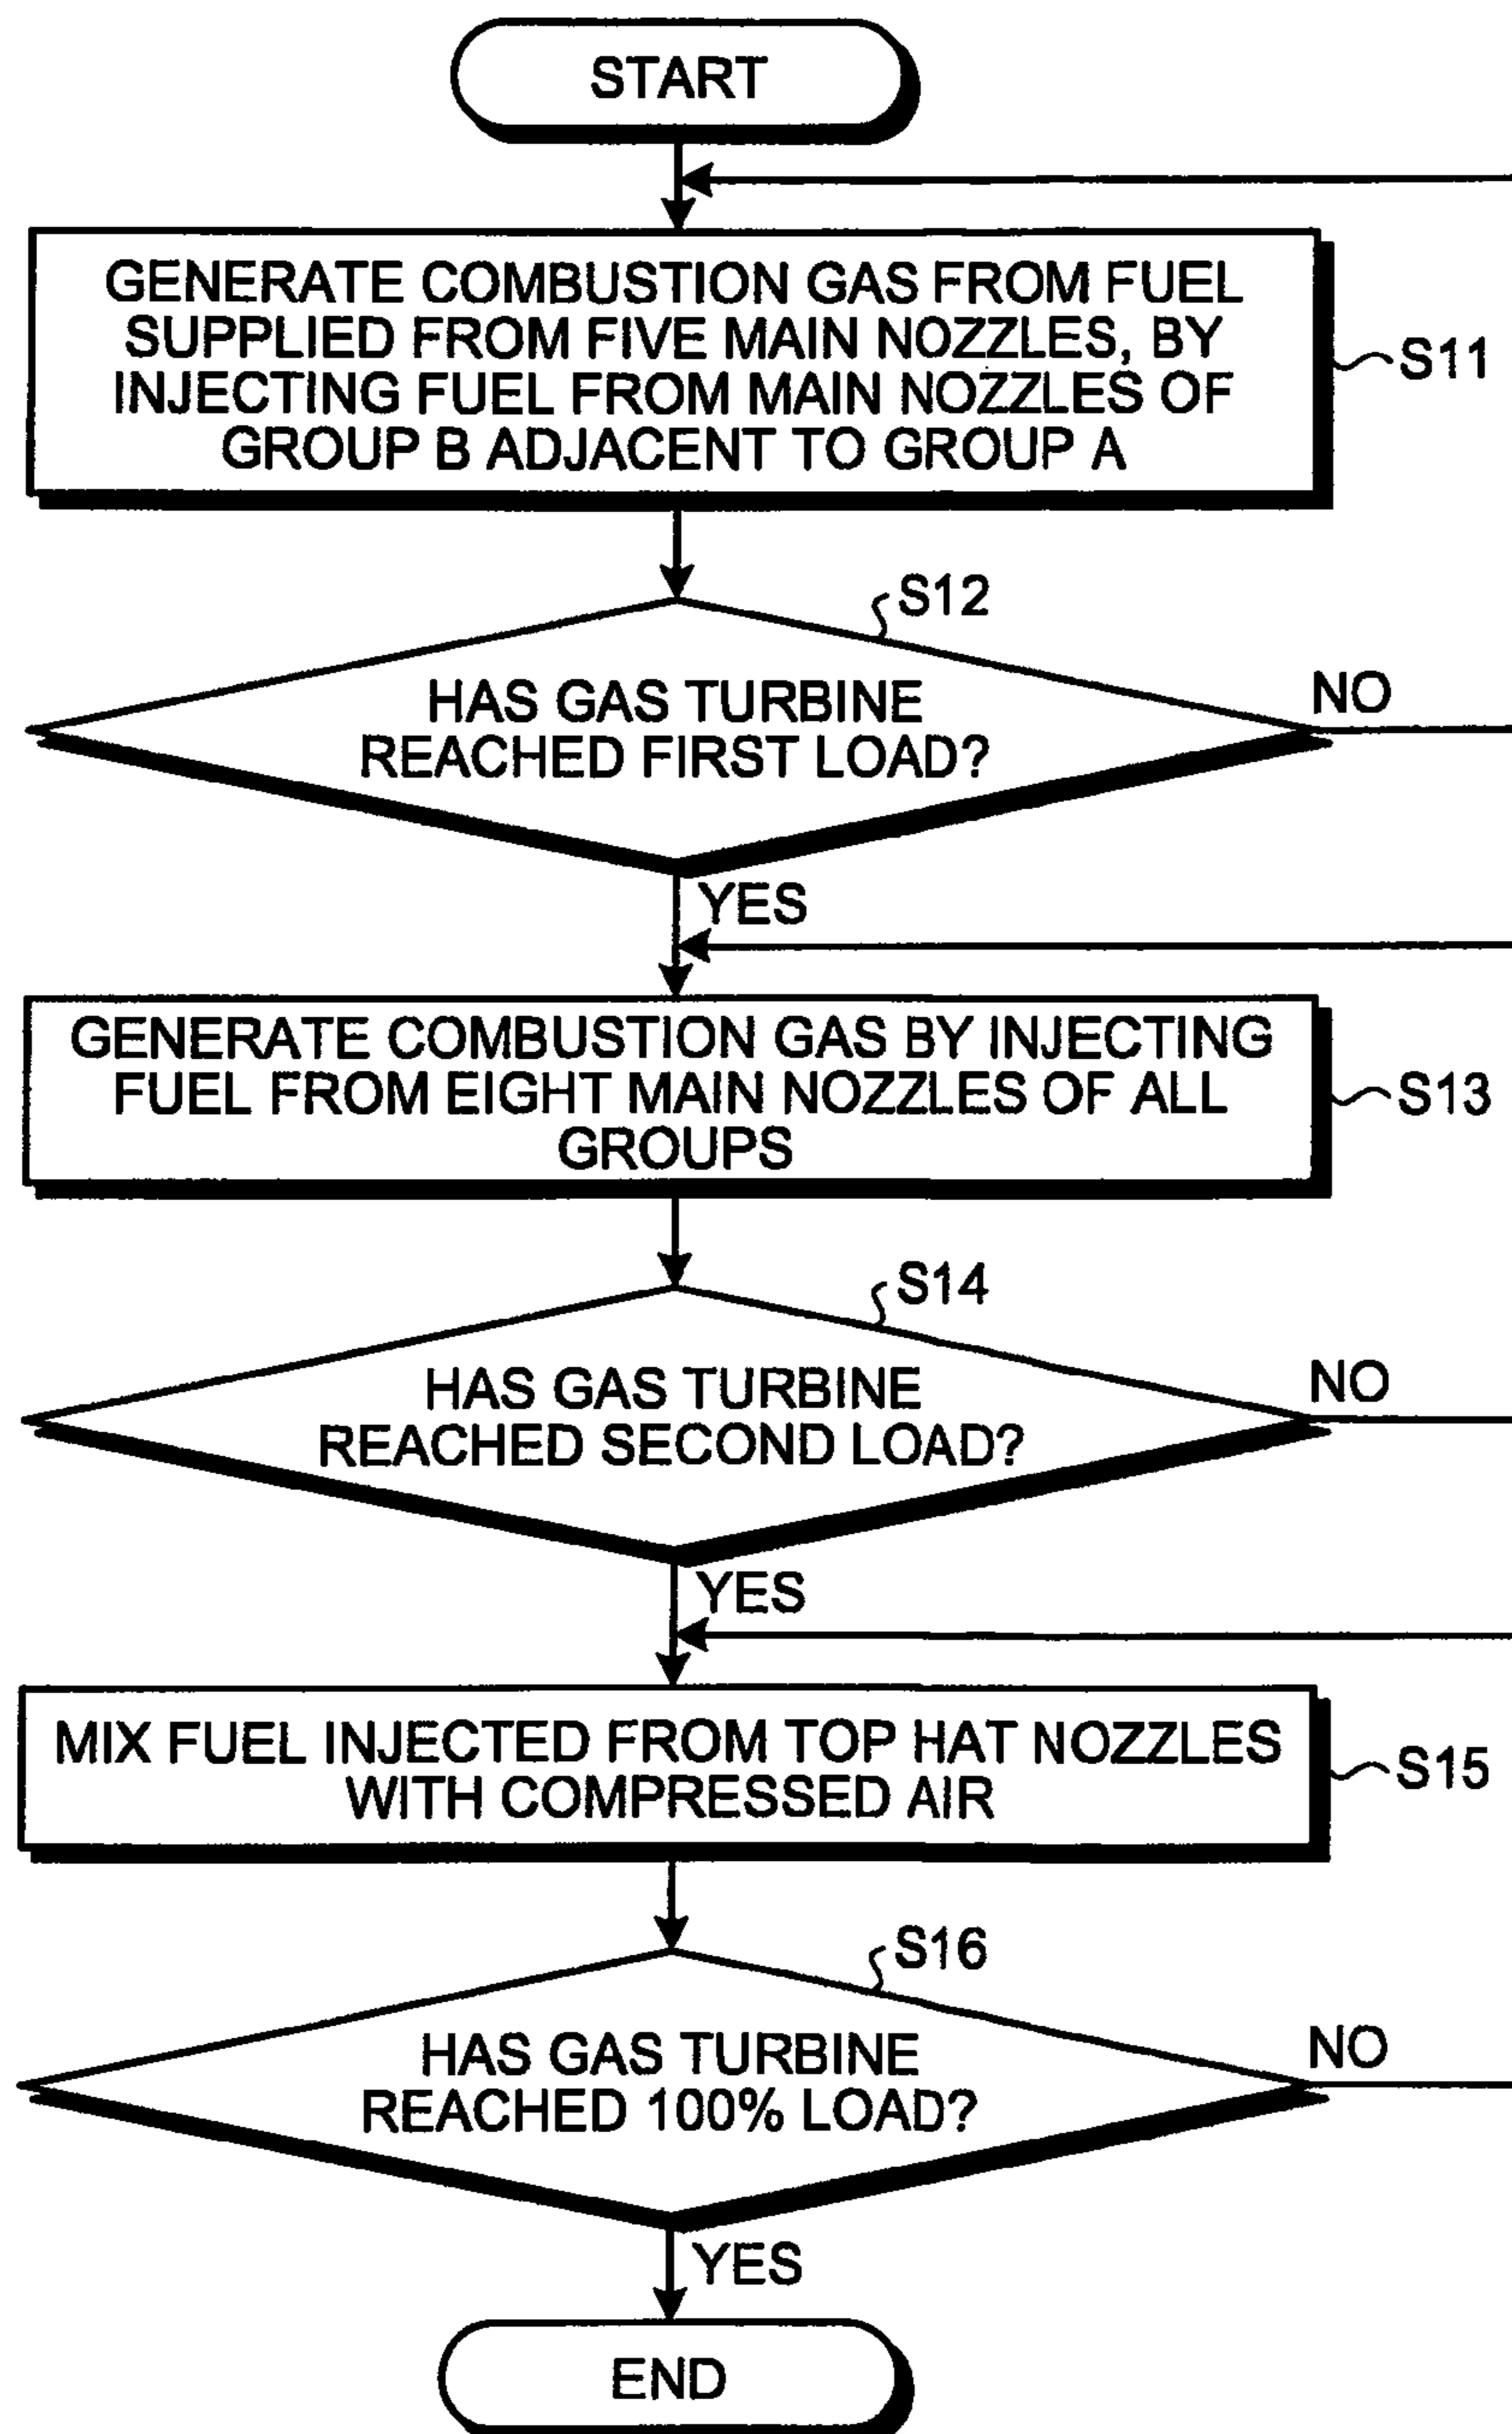 START
GENERATE COMBUSTION GAS FROM FUEL
SUPPLIED FROM FIVE MAIN NOZZLES, BY
INJECTING FUEL FROM MAIN NOZZLES OF
GROUP B ADJACENT TO GROUP A
S11
S12
HAS GAS TURBINE
REACHED FIRST LOAD?
NO
YES
GENERATE COMBUSTION GAS BY INJECTING
FUEL FROM EIGHT MAIN NOZZLES OF ALL
GROUPS
S13
S14
HAS GAS TURBINE
REACHED SECOND LOAD?
NO
YES
MIX FUEL INJECTED FROM TOP HAT NOZZLES
WITH COMPRESSED AIR
S15
S16
HAS GAS TURBINE
REACHED 100% LOAD?
NO
YES
END